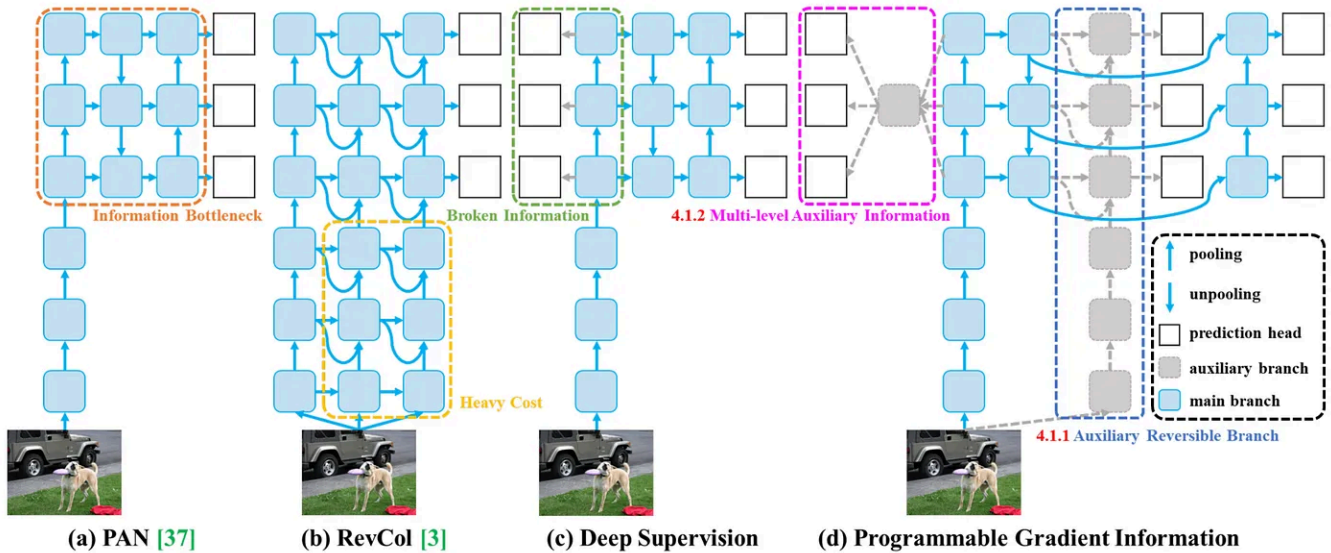 Information Bottleneck
Broken Information
4.1.2 Multi-level Auxiliary Information
pooling
unpooling
prediction head
auxiliary branch
main branch
Heavy Cost
4.1.1 Auxiliary Reversible Branch
(a) PAN [37]
(b) RevCol [3]
(c) Deep Supervision
(d) Programmable Gradient Information